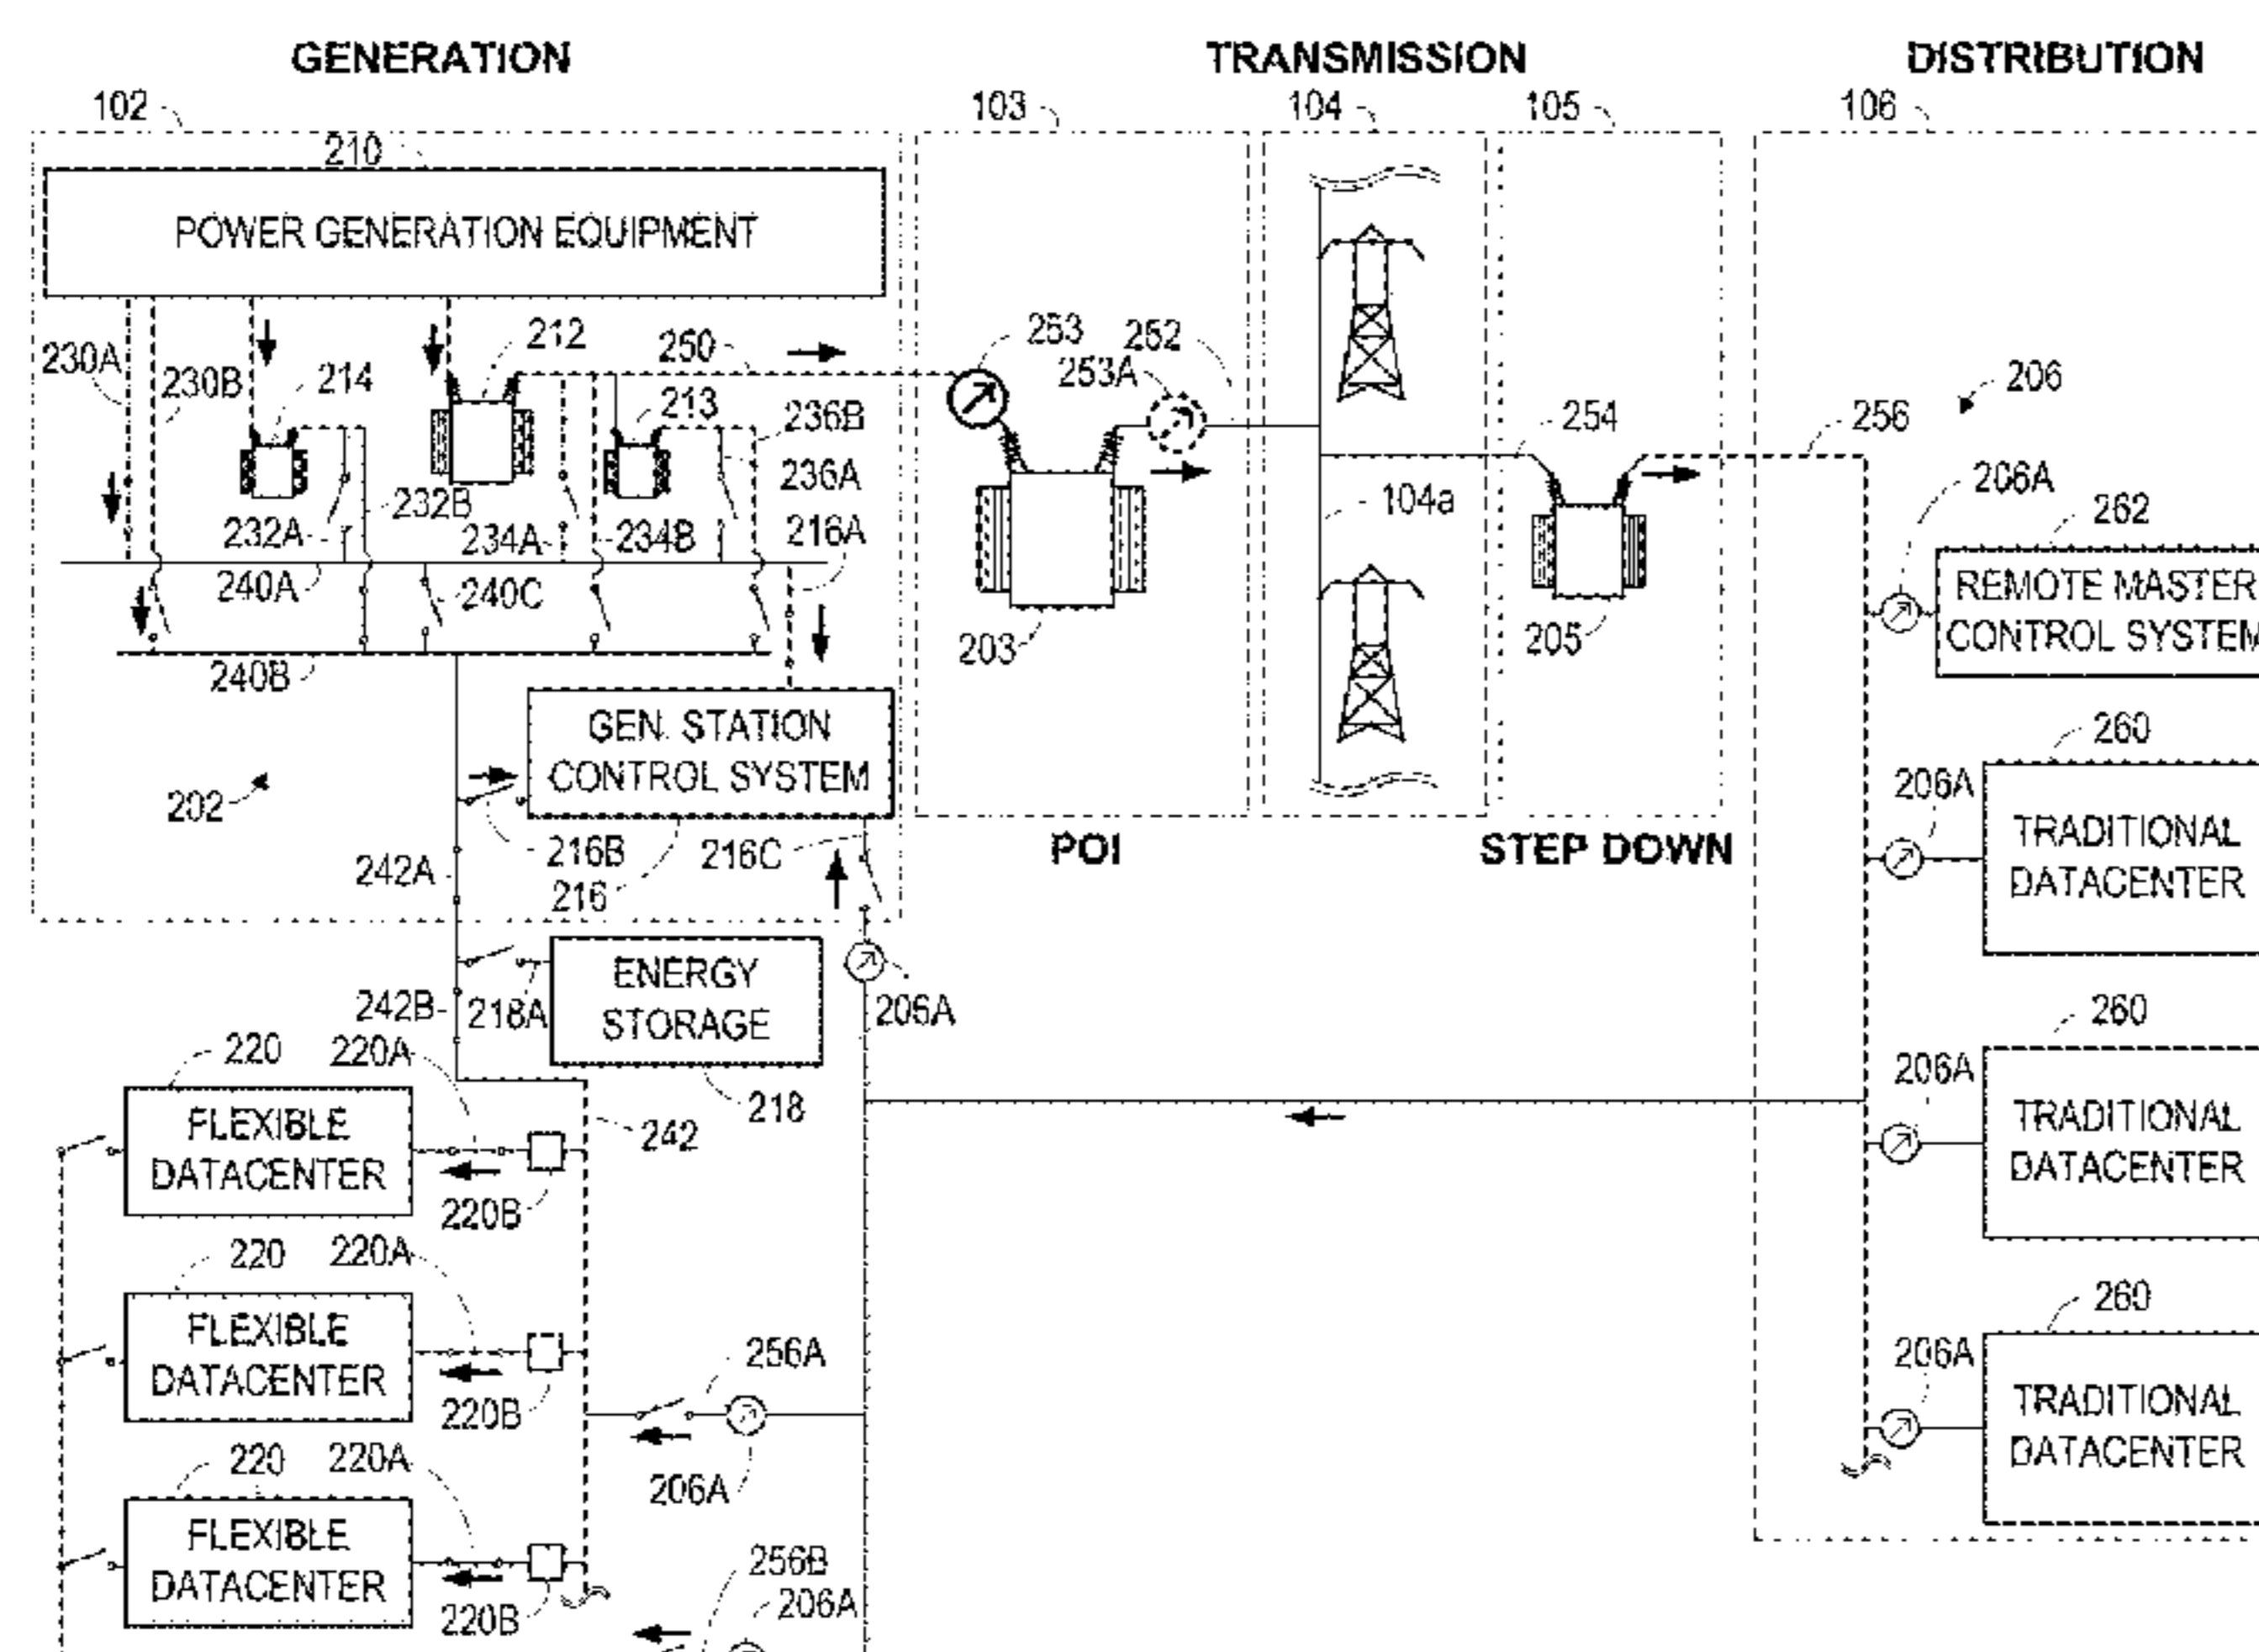 GENERATION
TRANSMISSION
DISTRIBUTION
102
103
104
105
106
210
POWER GENERATION EQUIPMENT
230A
230B
214
212
250
213
236B
236A
232A
232B
234A
234B
216A
240A
240C
240B
253
253A
252
203
104a
254
205
256
206
206A
262
REMOTE MASTER
CONTROL SYSTEM
GEN. STATION
CONTROL SYSTEM
202
216B
216C
216
242A
POI
STEP DOWN
260
206A
TRADITIONAL
DATACENTER
ENERGY
STORAGE
242B
218A
206A
218
242
260
206A
TRADITIONAL
DATACENTER
220
220A
FLEXIBLE
DATACENTER
220B
220
220A
FLEXIBLE
DATACENTER
220B
256A
206A
260
206A
TRADITIONAL
DATACENTER
220
220A
FLEXIBLE
DATACENTER
220B
256B
206A